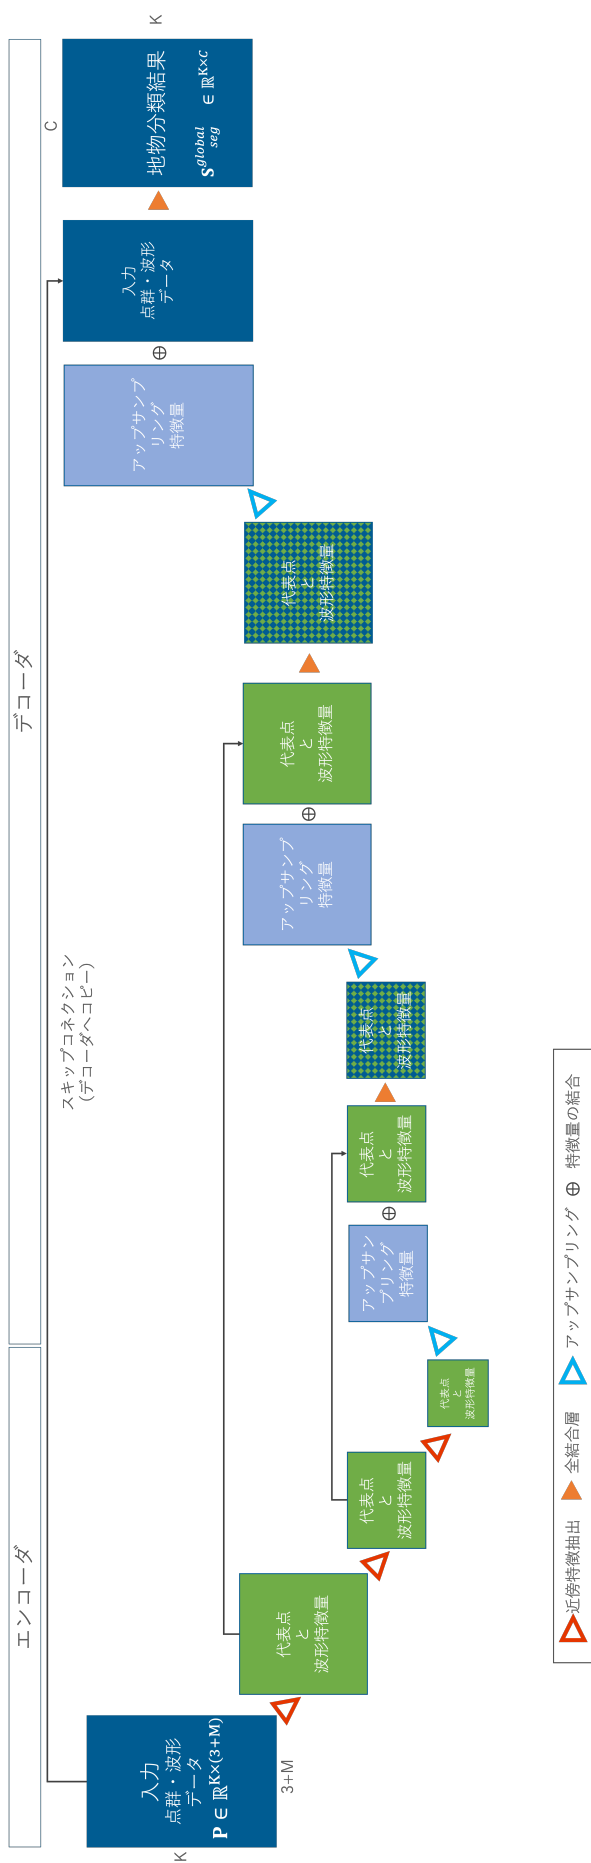 エンコーダ
デコーダ
K
入力
点群・波形
データ
P ∈ ℝ^{K×(3+M)}
3+M
代表点
と
波形特徴量
代表点
と
波形特徴量
代表点
と
波形特徴量
アップサン
プリング
特徴量
⊕
代表点
と
波形特徴量
代表点
と
波形特徴量
スキップコネクション
(デコーダへコピー)
アップサンプ
リング
特徴量
⊕
代表点
と
波形特徴量
代表点
と
波形特徴量
アップサンプ
リング
特徴量
⊕
入力
点群・波形
データ
C
地物分類結果
S^{global}_{seg} ∈ ℝ^{K×C}
K
近傍特徴抽出 全結合層 アップサンプリング ⊕ 特徴量の結合